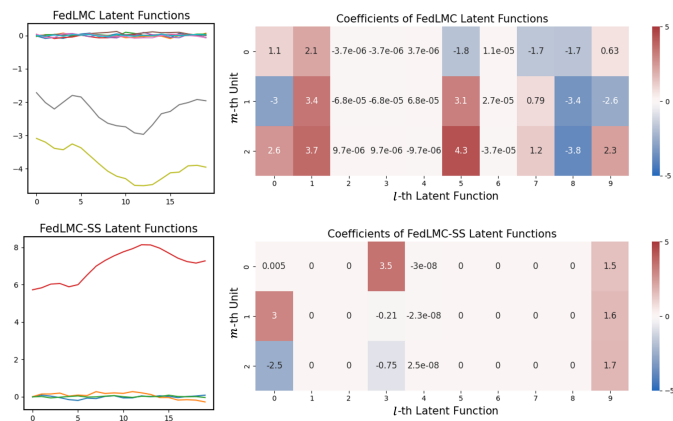 FedLMC Latent Functions
0
−1
−2
−3
−4
0 5 10 15
Coefficients of FedLMC Latent Functions
m-th Unit
0 1.1 2.1 -3.7e-06 -3.7e-06 3.7e-06 -1.8 1.1e-05 -1.7 -1.7 0.63
1 -3 3.4 -6.8e-05 -6.8e-05 6.8e-05 3.1 2.7e-05 0.79 -3.4 -2.6
2 2.6 3.7 9.7e-06 9.7e-06 -9.7e-06 4.3 -3.7e-05 1.2 -3.8 2.3
0 1 2 3 4 5 6 7 8 9
l-th Latent Function
5
0
-5
FedLMC-SS Latent Functions
8
6
4
2
0
0 5 10 15
Coefficients of FedLMC-SS Latent Functions
m-th Unit
0 0.005 0 0 3.5 -3e-08 0 0 0 0 1.5
1 3 0 0 -0.21 -2.3e-08 0 0 0 0 1.6
2 -2.5 0 0 -0.75 2.5e-08 0 0 0 0 1.7
0 1 2 3 4 5 6 7 8 9
l-th Latent Function
5
0
-5